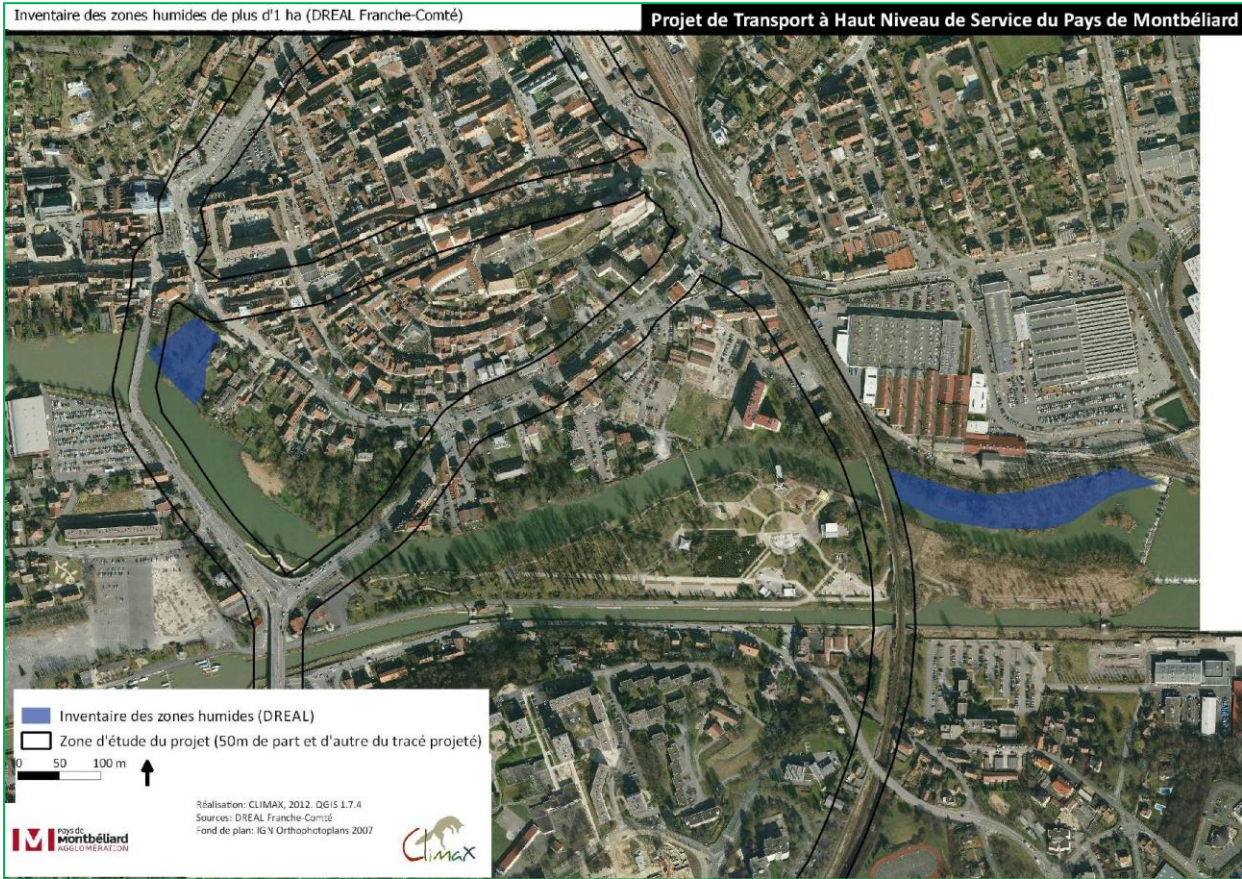 Inventaire des zones humides de plus d'1 ha (DREAL Franche-Comté)
Projet de Transport à Haut Niveau de Service du Pays de Montbéliard
Inventaire des zones humides (DREAL)
Zone d'étude du projet (50m de part et d'autre du tracé projeté)
0 50 100 m
Réalisation: CLIMAX, 2012. QGIS 1.7.4
Sources: DREAL Franche-Comté
Fond de plan: IGN Orthophotoplans 2007
Pays de
Montbéliard
AGGLOMÉRATION
Climax